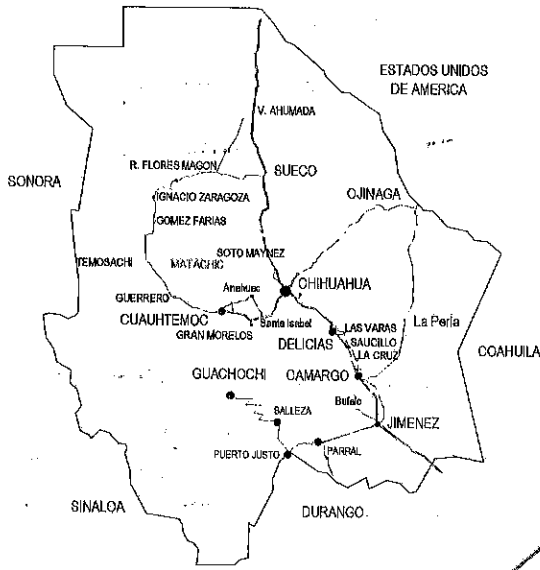 ESTADOS UNIDOS
DE AMERICA
V. AHUMADA
R. FLORES MAGON
SUECO
SONORA
OJINAGA
IGNACIO ZARAGOZA
GOMEZ FARIAS
SOTO MAYNEZ
TEMOSACHI
MATACHIC
CHIHUAHUA
Anahuac
GUERRERO
CUAUHTEMOC
Santa Isabel
GRAN MORELOS
LAS VARAS
La Perla
SAUCILLO
DELICIAS
LA CRUZ
COAHUILA
GUACHOCHI
CAMARGO
Bufalo
BALLEZA
JIMENEZ
PUERTO JUSTO
PARRAL
SINALOA
DURANGO